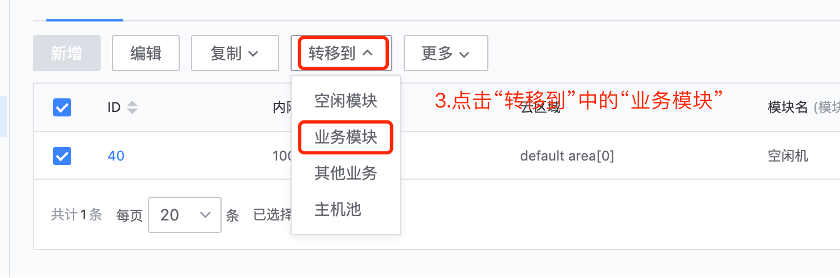 新增 编辑 复制 转移到 更多
空闲模块
3.点击“转移到”中的“业务模块”
ID 内网 云区域 模块名 (模块
业务模块
40 100 default area[0] 空闲机
其他业务
主机池
共计1条 每页 20 条 已选择